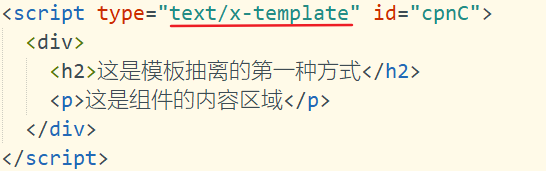 <script type="text/x-template" id="cpnC">
  <div>
    <h2>这是模板抽离的第一种方式</h2>
    <p>这是组件的内容区域</p>
  </div>
</script>